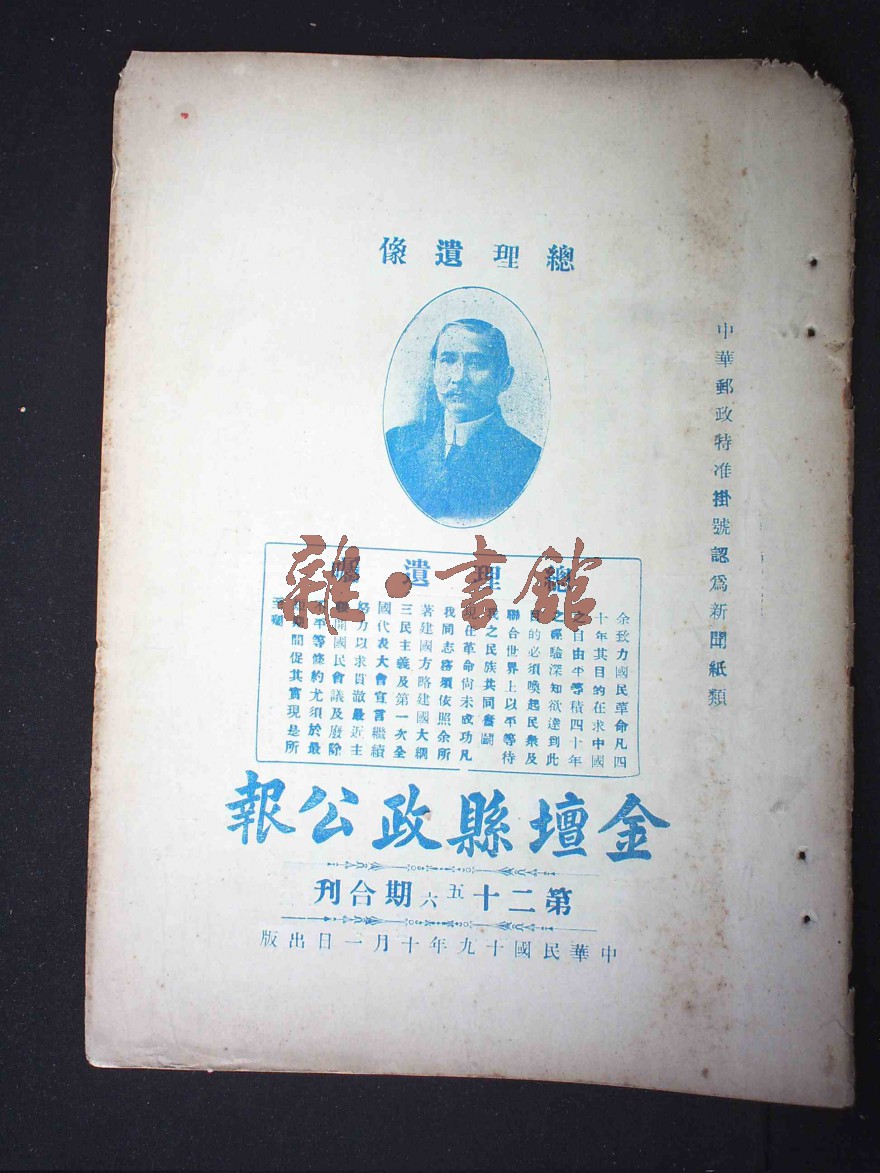 總理遺像
中華郵政特准掛號認爲新聞紙類
總理遺囑
余致力國民革命凡四
十年其目的在求中國
之自由平等積四十年
之經驗深知欲達到此
目的必須喚起民衆及
聯合世界上以平等待
我之民族共同奮鬭
現在革命尚未成功凡
我同志務須依照余所
著建國方略建國大綱
三民主義及第一次全
國代表大會宣言繼續
努力以求貫澈最近主
張開國民會議及廢除
不平等條約尤須於最
短期間促其實現是所
至囑
金壇縣政公報
第二十五六期合刊
中華民國十九年十月一日出版
雜·書館